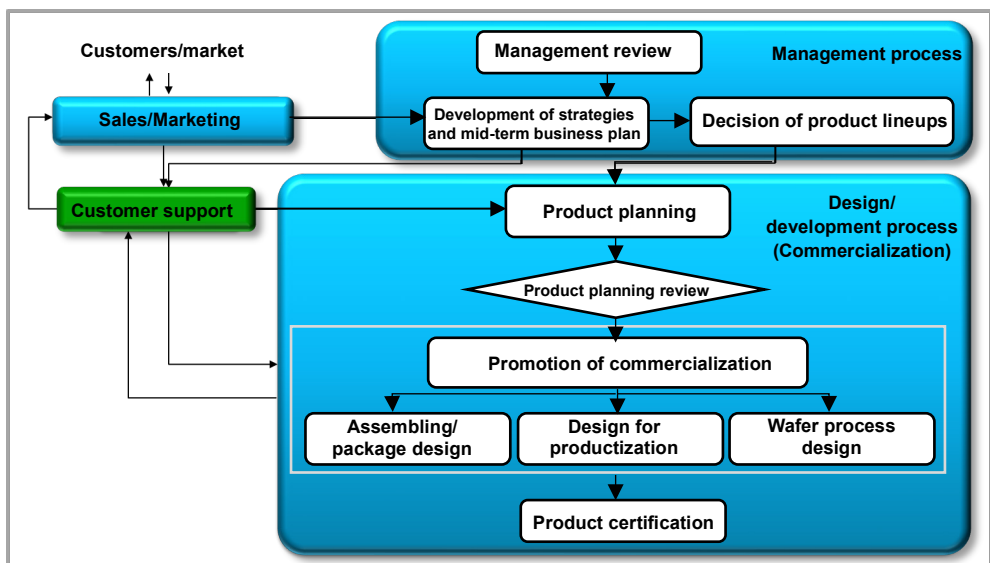 Customers/market
Management review
Management process
Sales/Marketing
Development of strategies
and mid-term business plan
Decision of product lineups
Customer support
Product planning
Design/
development process
(Commercialization)
Product planning review
Promotion of commercialization
Assembling/
package design
Design for
productization
Wafer process
design
Product certification